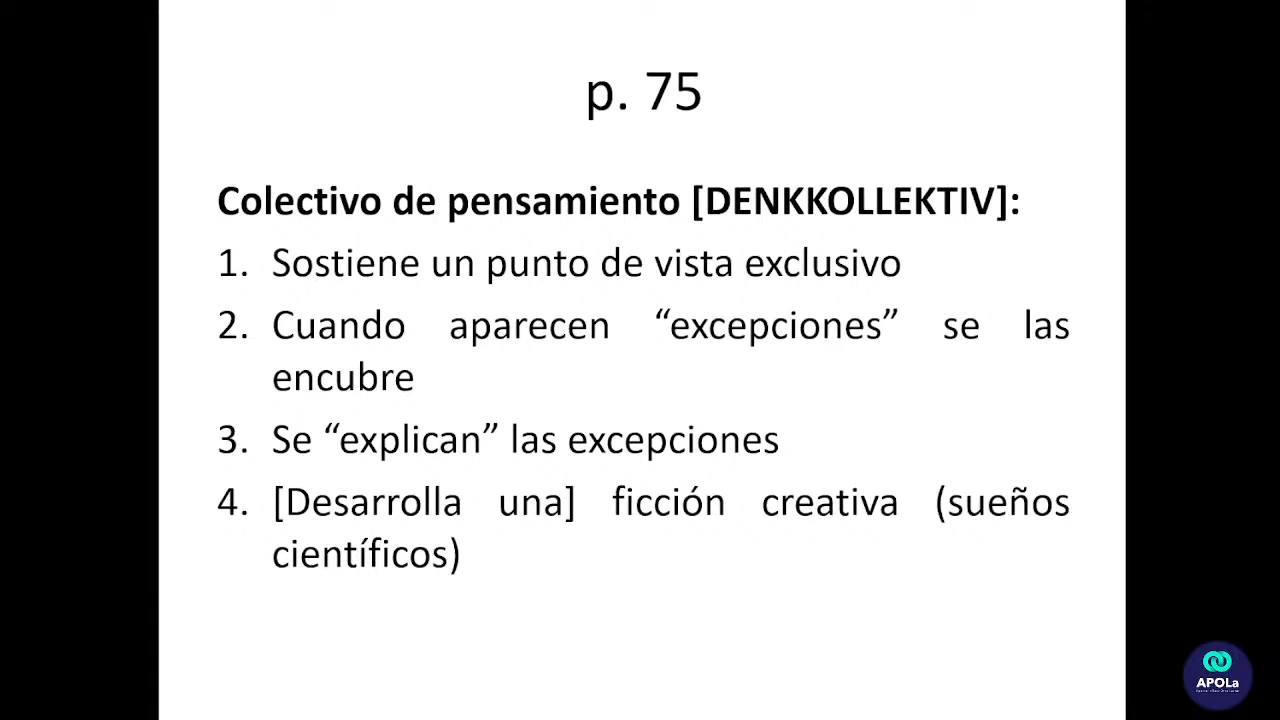 p. 75
Colectivo de pensamiento [DENKKOLLEKTIV]:
1. Sostiene un punto de vista exclusivo
2. Cuando aparecen “excepciones” se las
encubre
3. Se “explican” las excepciones
4. [Desarrolla una] ficción creativa (sueños
científicos)
APOLa